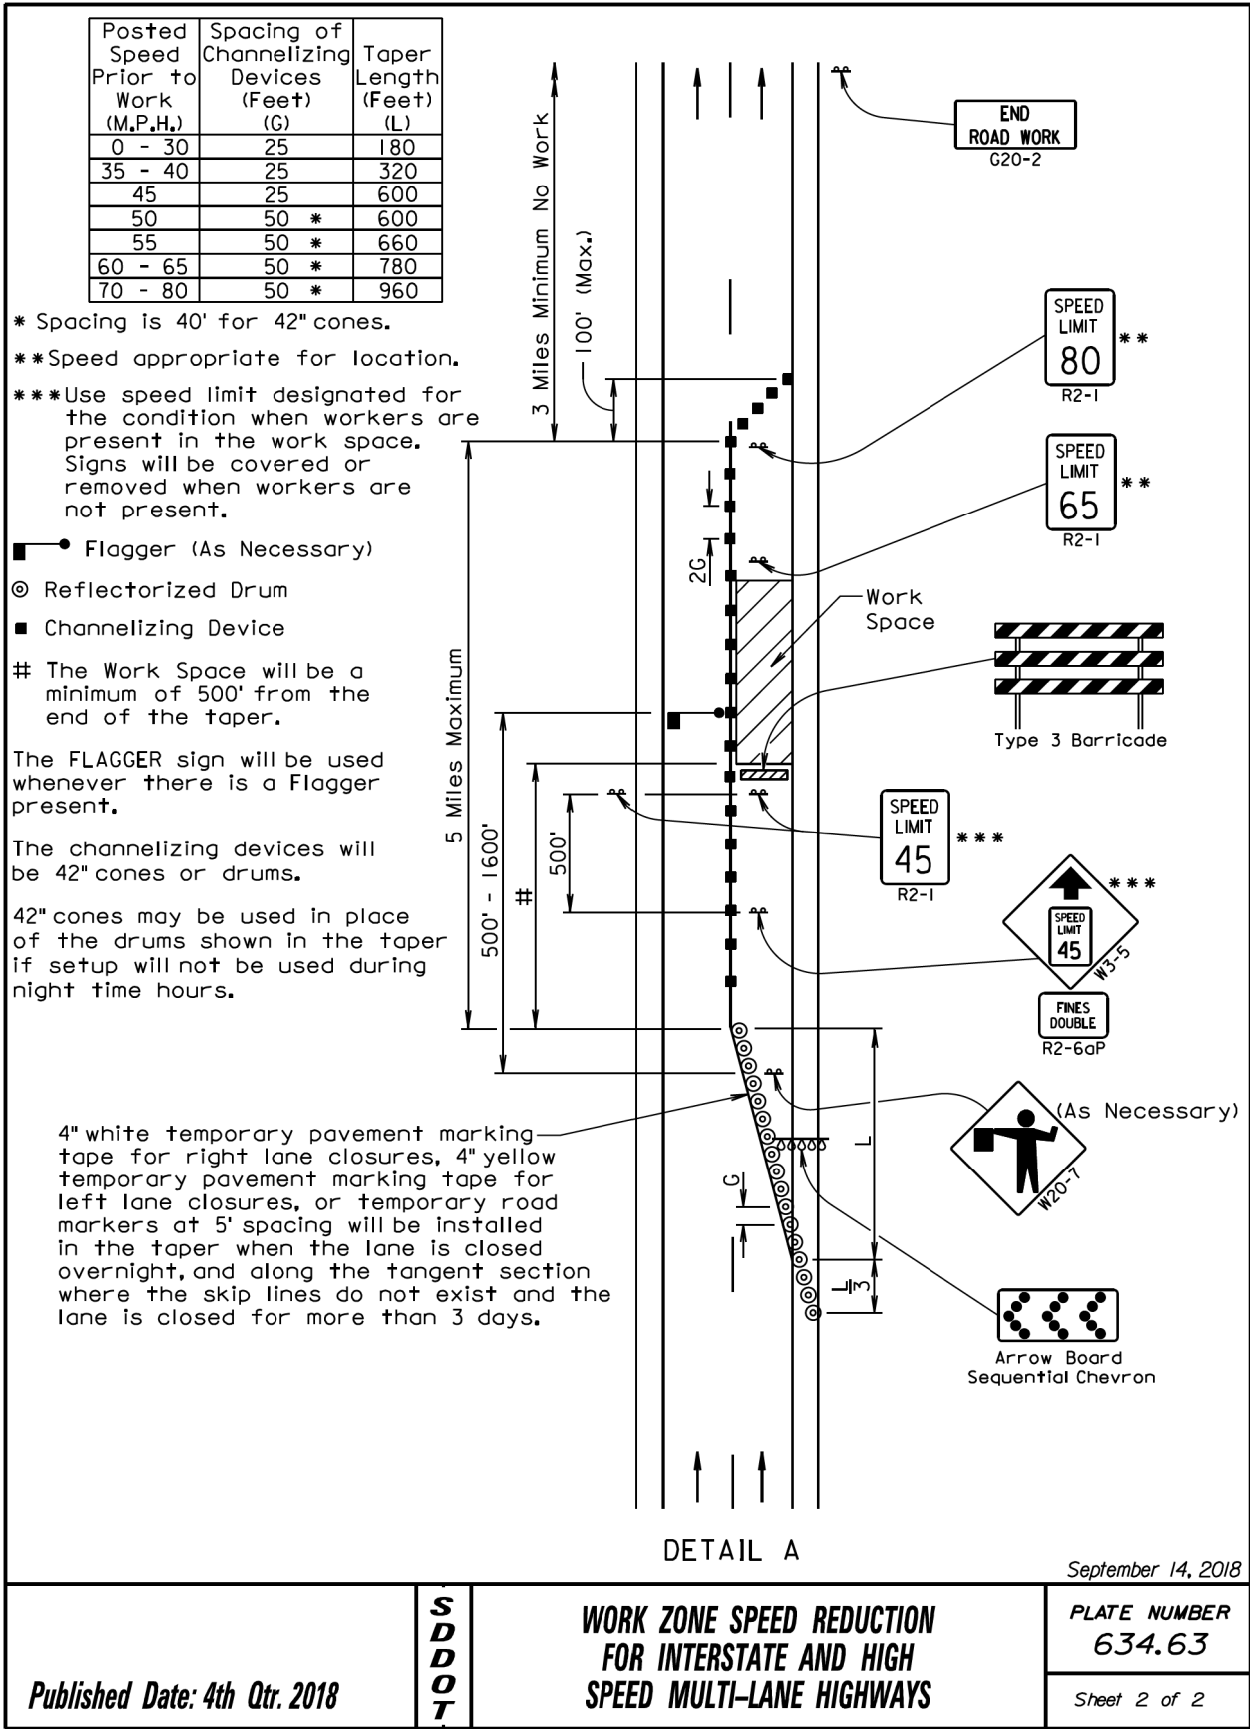 Posted Speed Prior to Work (M.P.H.)
Spacing of Channelizing Devices (Feet) (G)
Taper Length (Feet) (L)
0 - 30 25 180
35 - 40 25 320
45 25 600
50 50 * 600
55 50 * 660
60 - 65 50 * 780
70 - 80 50 * 960
* Spacing is 40' for 42" cones.
** Speed appropriate for location.
*** Use speed limit designated for
the condition when workers are
present in the work space.
Signs will be covered or
removed when workers are
not present.
Flagger (As Necessary)
Reflectorized Drum
Channelizing Device
# The Work Space will be a
minimum of 500' from the
end of the taper.
The FLAGGER sign will be used
whenever there is a Flagger
present.
The channelizing devices will
be 42" cones or drums.
42" cones may be used in place
of the drums shown in the taper
if setup will not be used during
night time hours.
4" white temporary pavement marking
tape for right lane closures, 4" yellow
temporary pavement marking tape for
left lane closures, or temporary road
markers at 5' spacing will be installed
in the taper when the lane is closed
overnight, and along the tangent section
where the skip lines do not exist and the
lane is closed for more than 3 days.
3 Miles Minimum No Work
100' (Max.)
5 Miles Maximum
2G
500' - 1600'
#
500'
G
L
L
3
END
ROAD WORK
G20-2
SPEED
LIMIT
80
**
R2-1
SPEED
LIMIT
65
**
R2-1
Work
Space
Type 3 Barricade
SPEED
LIMIT
45
***
R2-1
***
SPEED
LIMIT
45
W3-5
FINES
DOUBLE
R2-6aP
(As Necessary)
W20-7
Arrow Board
Sequential Chevron
DETAIL A
September 14, 2018
Published Date: 4th Qtr. 2018
SDDOT
WORK ZONE SPEED REDUCTION
FOR INTERSTATE AND HIGH
SPEED MULTI-LANE HIGHWAYS
PLATE NUMBER
634.63
Sheet 2 of 2